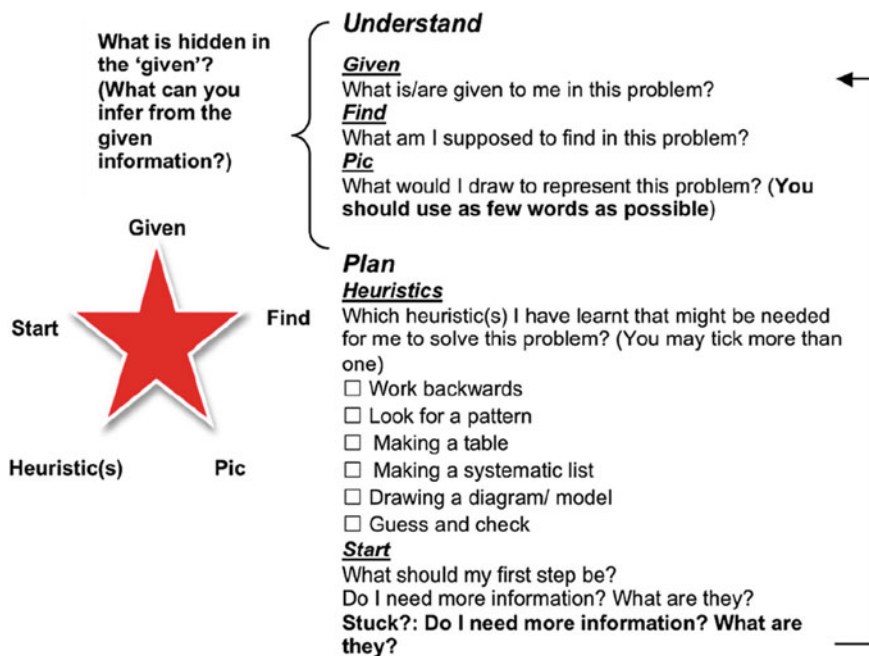 What is hidden in
the 'given'?
(What can you
infer from the
given
information?)
Given
Start
Find
Heuristic(s)
Pic
Understand
Given
What is/are given to me in this problem?
Find
What am I supposed to find in this problem?
Pic
What would I draw to represent this problem? (You
should use as few words as possible)
Plan
Heuristics
Which heuristic(s) I have learnt that might be needed
for me to solve this problem? (You may tick more than
one)
☐ Work backwards
☐ Look for a pattern
☐ Making a table
☐ Making a systematic list
☐ Drawing a diagram/ model
☐ Guess and check
Start
What should my first step be?
Do I need more information? What are they?
Stuck?: Do I need more information? What are
they?